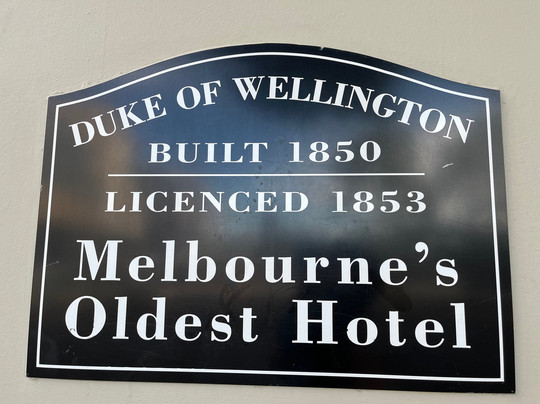 DUKE OF WELLINGTON
BUILT 1850
LICENCED 1853
Melbourne's
Oldest Hotel